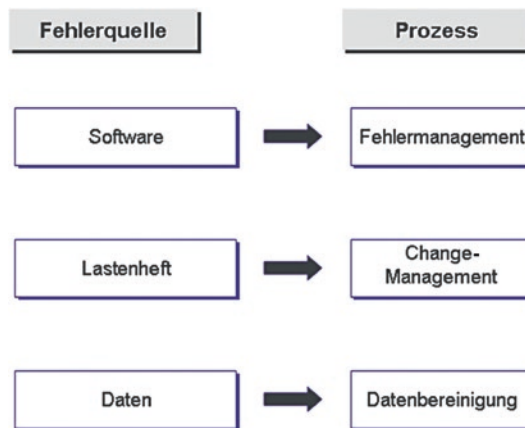 Fehlerquelle
Prozess
Software
Fehlermanagement
Lastenheft
Change-
Management
Daten
Datenbereinigung